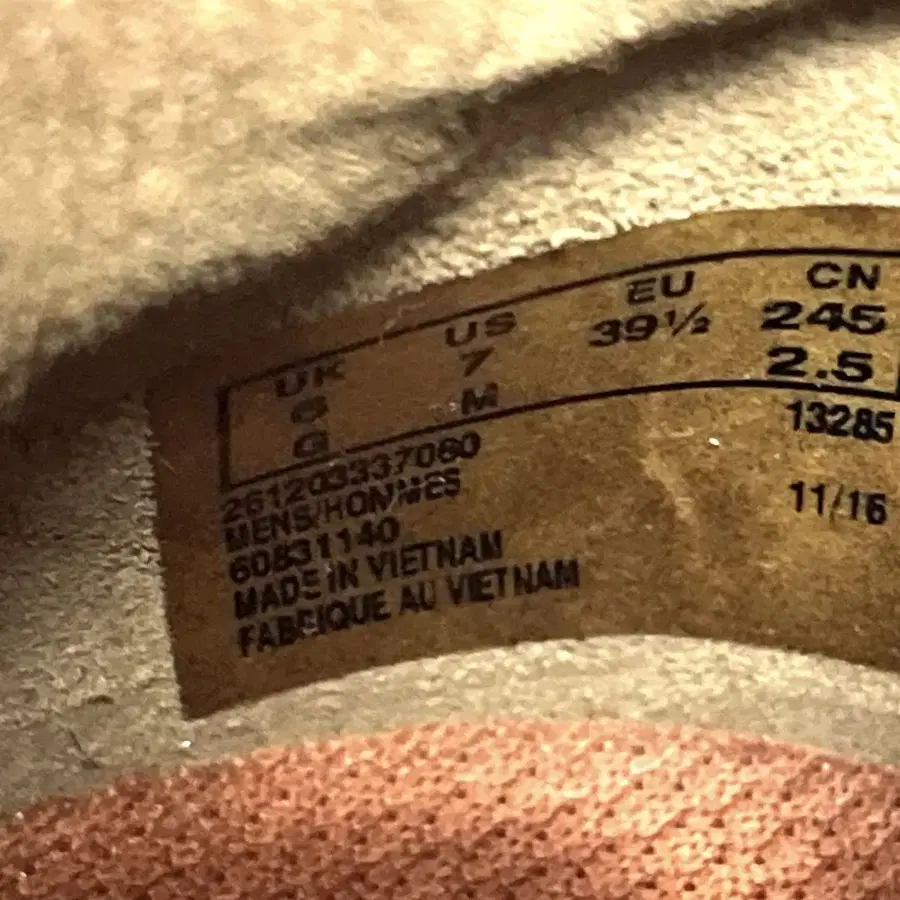 UK US EU CN
6 7 39½ 245
G M 2.5
261203337060 13285
MENS/HOMMES
60831140 11/16
MADE IN VIETNAM
FABRIQUE AU VIETNAM